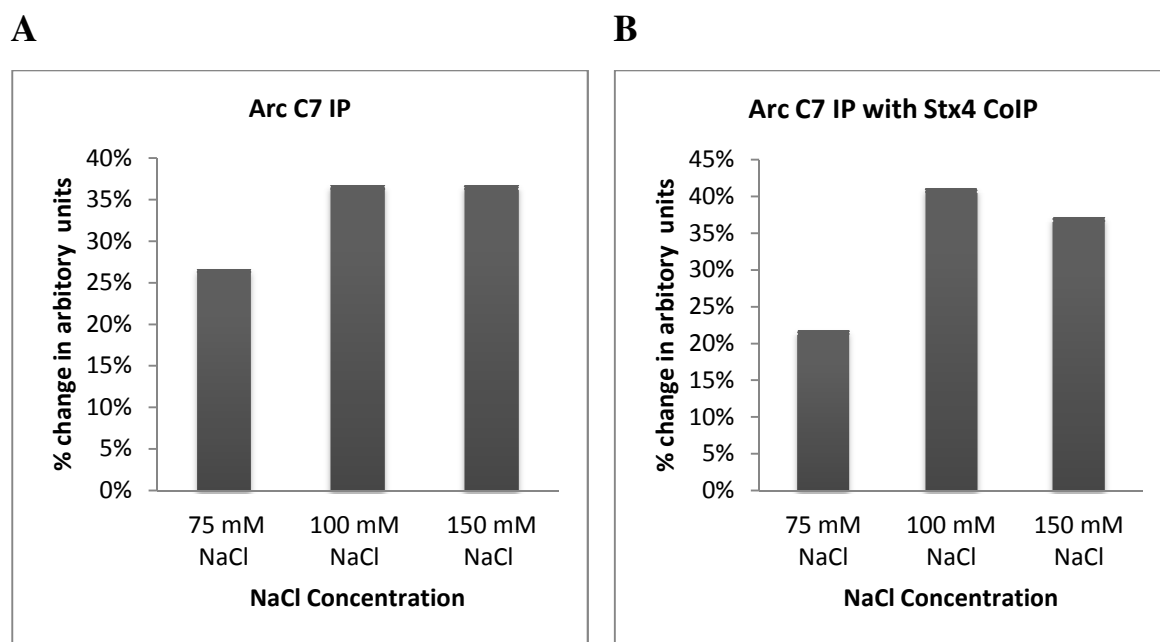 A
Arc C7 IP
% change in arbitory units
40%
35%
30%
25%
20%
15%
10%
5%
0%
75 mM
NaCl
100 mM
NaCl
150 mM
NaCl
NaCl Concentration
B
Arc C7 IP with Stx4 CoIP
% change in arbitory units
45%
40%
35%
30%
25%
20%
15%
10%
5%
0%
75 mM
NaCl
100 mM
NaCl
150 mM
NaCl
NaCl Concentration